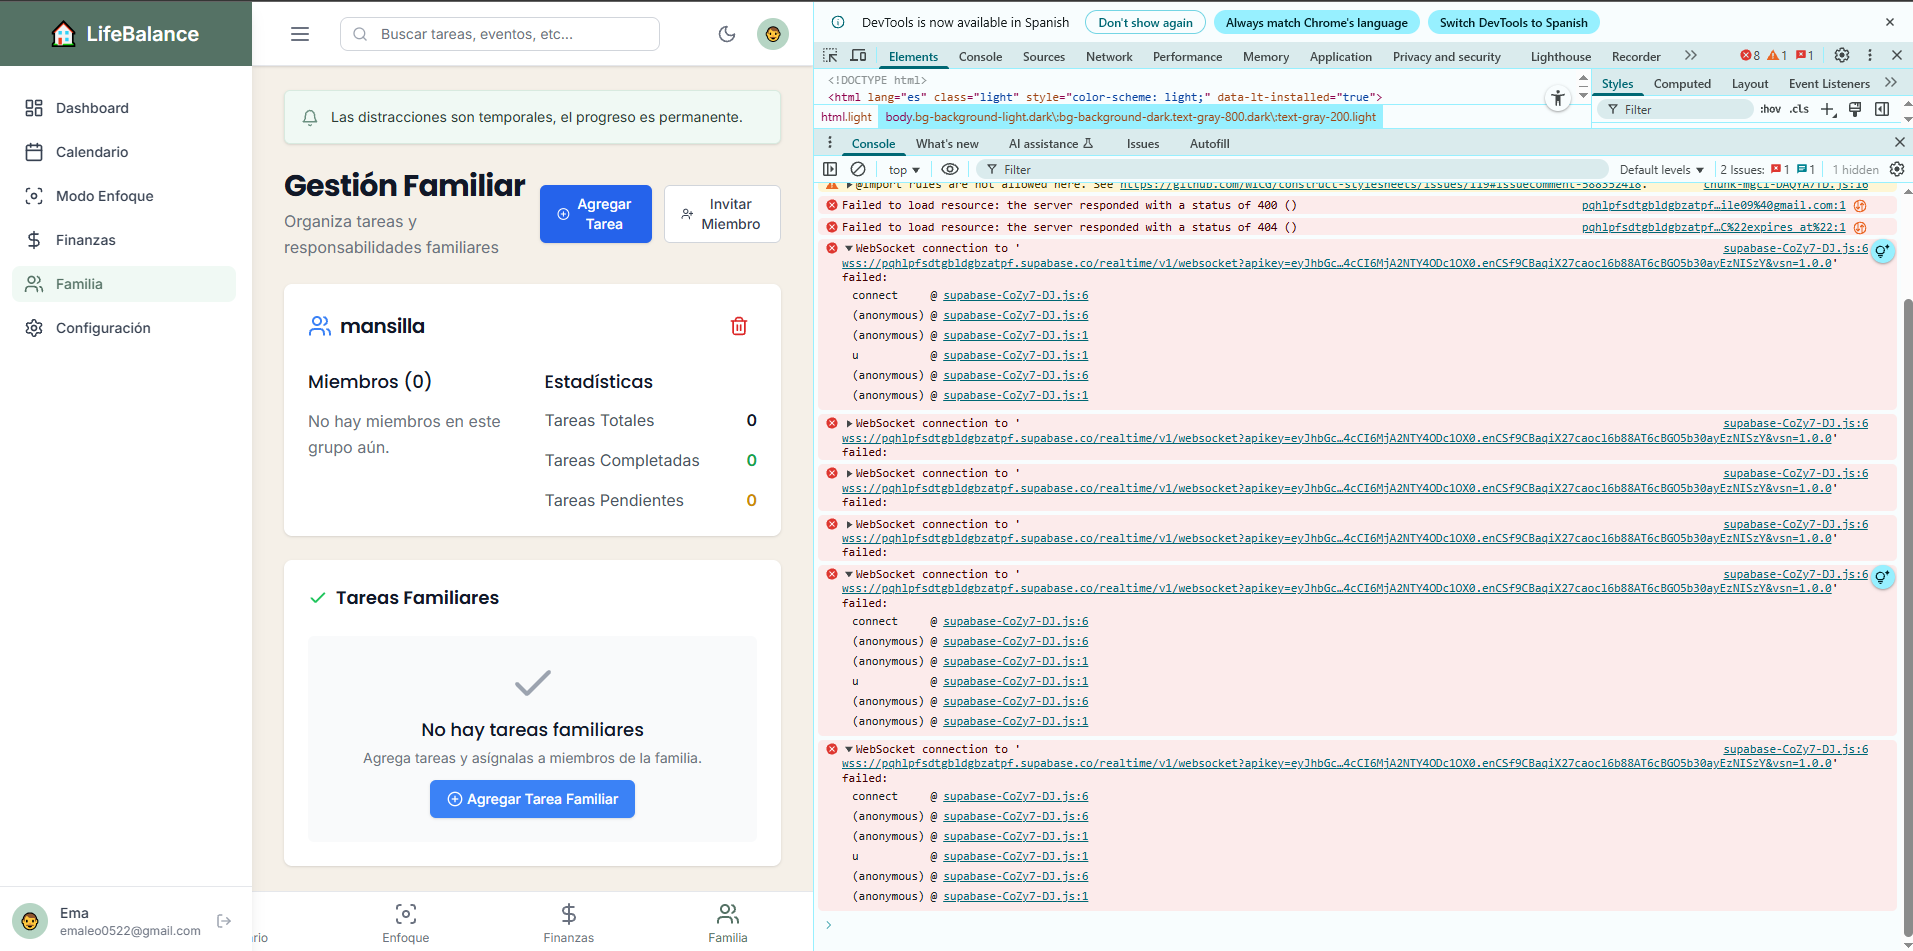 LifeBalance
Buscar tareas, eventos, etc...
Dashboard
Calendario
Modo Enfoque
Finanzas
Familia
Configuración
Ema
emaleo0522@gmail.com
Las distracciones son temporales, el progreso es permanente.
Gestión Familiar
Organiza tareas y
responsabilidades familiares
Agregar
Tarea
Invitar
Miembro
mansilla
Miembros (0)
No hay miembros en este
grupo aún.
Estadísticas
Tareas Totales 0
Tareas Completadas 0
Tareas Pendientes 0
Tareas Familiares
No hay tareas familiares
Agrega tareas y asígnalas a miembros de la familia.
Agregar Tarea Familiar
rio
Enfoque
Finanzas
Familia
DevTools is now available in Spanish
Don't show again
Always match Chrome's language
Switch DevTools to Spanish
Elements Console Sources Network Performance Memory Application Privacy and security Lighthouse Recorder 8 1 1
<!DOCTYPE html>
<html lang="es" class="light" style="color-scheme: light;" data-lt-installed="true">
html.light body.bg-background-light.dark\:bg-background-dark.text-gray-800.dark\:text-gray-200.light
Styles Computed Layout Event Listeners
Filter :hov .cls
Console What's new AI assistance Issues Autofill
top Filter Default levels 2 Issues: 1 1 1 hidden
@import rules are not allowed here. See https://github.com/WICG/construct-stylesheets/issues/119#issuecomment-588352418.
Failed to load resource: the server responded with a status of 400 () pqhlpfsdtgbldgbzatpf…ile09%40gmail.com:1
Failed to load resource: the server responded with a status of 404 () pqhlpfsdtgbldgbzatpf…C%22expires_at%22:1
WebSocket connection to ' supabase-CoZy7-DJ.js:6
wss://pqhlpfsdtgbldgbzatpf.supabase.co/realtime/v1/websocket?apikey=eyJhbGc…4cCI6MjA2NTY4ODc1OX0.enCSf9CBaqiX27caocl6b88AT6cBGO5b30ayEzNISzY&vsn=1.0.0'
failed:
connect @ supabase-CoZy7-DJ.js:6
(anonymous) @ supabase-CoZy7-DJ.js:6
(anonymous) @ supabase-CoZy7-DJ.js:1
u @ supabase-CoZy7-DJ.js:1
(anonymous) @ supabase-CoZy7-DJ.js:6
(anonymous) @ supabase-CoZy7-DJ.js:1
WebSocket connection to ' supabase-CoZy7-DJ.js:6
wss://pqhlpfsdtgbldgbzatpf.supabase.co/realtime/v1/websocket?apikey=eyJhbGc…4cCI6MjA2NTY4ODc1OX0.enCSf9CBaqiX27caocl6b88AT6cBGO5b30ayEzNISzY&vsn=1.0.0'
failed:
WebSocket connection to ' supabase-CoZy7-DJ.js:6
wss://pqhlpfsdtgbldgbzatpf.supabase.co/realtime/v1/websocket?apikey=eyJhbGc…4cCI6MjA2NTY4ODc1OX0.enCSf9CBaqiX27caocl6b88AT6cBGO5b30ayEzNISzY&vsn=1.0.0'
failed:
WebSocket connection to ' supabase-CoZy7-DJ.js:6
wss://pqhlpfsdtgbldgbzatpf.supabase.co/realtime/v1/websocket?apikey=eyJhbGc…4cCI6MjA2NTY4ODc1OX0.enCSf9CBaqiX27caocl6b88AT6cBGO5b30ayEzNISzY&vsn=1.0.0'
failed:
WebSocket connection to ' supabase-CoZy7-DJ.js:6
wss://pqhlpfsdtgbldgbzatpf.supabase.co/realtime/v1/websocket?apikey=eyJhbGc…4cCI6MjA2NTY4ODc1OX0.enCSf9CBaqiX27caocl6b88AT6cBGO5b30ayEzNISzY&vsn=1.0.0'
failed:
connect @ supabase-CoZy7-DJ.js:6
(anonymous) @ supabase-CoZy7-DJ.js:6
(anonymous) @ supabase-CoZy7-DJ.js:1
u @ supabase-CoZy7-DJ.js:1
(anonymous) @ supabase-CoZy7-DJ.js:6
(anonymous) @ supabase-CoZy7-DJ.js:1
WebSocket connection to ' supabase-CoZy7-DJ.js:6
wss://pqhlpfsdtgbldgbzatpf.supabase.co/realtime/v1/websocket?apikey=eyJhbGc…4cCI6MjA2NTY4ODc1OX0.enCSf9CBaqiX27caocl6b88AT6cBGO5b30ayEzNISzY&vsn=1.0.0'
failed:
connect @ supabase-CoZy7-DJ.js:6
(anonymous) @ supabase-CoZy7-DJ.js:6
(anonymous) @ supabase-CoZy7-DJ.js:1
u @ supabase-CoZy7-DJ.js:1
(anonymous) @ supabase-CoZy7-DJ.js:6
(anonymous) @ supabase-CoZy7-DJ.js:1